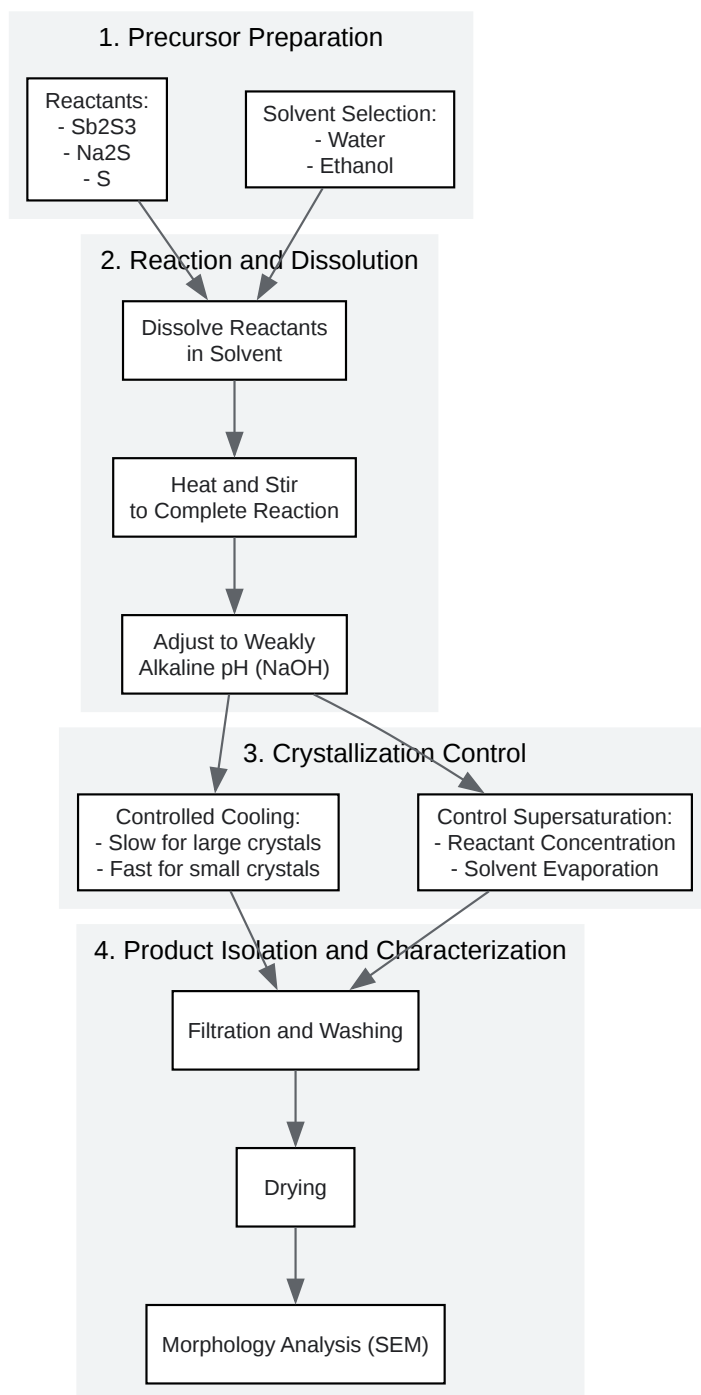 1. Precursor Preparation
Reactants:
- Sb2S3
- Na2S
- S
Solvent Selection:
- Water
- Ethanol
2. Reaction and Dissolution
Dissolve Reactants
in Solvent
Heat and Stir
to Complete Reaction
Adjust to Weakly
Alkaline pH (NaOH)
3. Crystallization Control
Controlled Cooling:
- Slow for large crystals
- Fast for small crystals
Control Supersaturation:
- Reactant Concentration
- Solvent Evaporation
4. Product Isolation and Characterization
Filtration and Washing
Drying
Morphology Analysis (SEM)